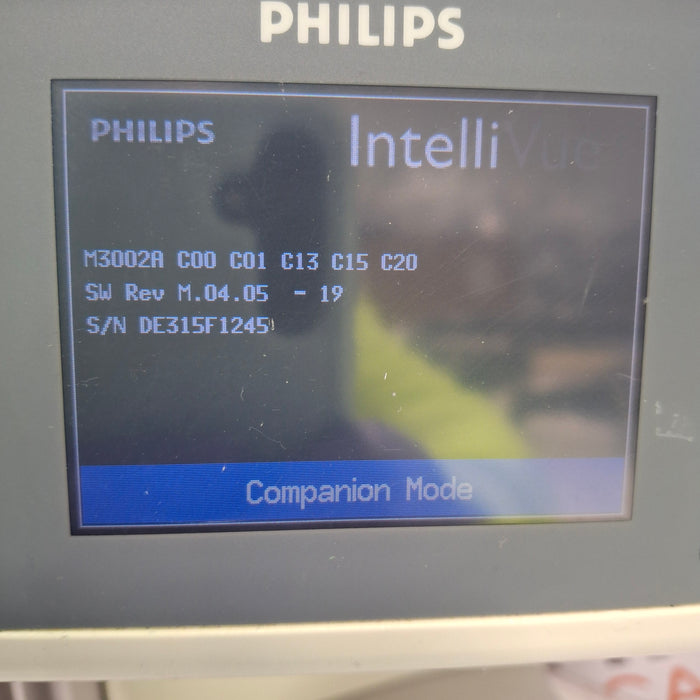 PHILIPS
PHILIPS
IntelliVue
M3002A C00 C01 C13 C15 C20
SW Rev M.04.05 - 19
S/N DE315F1245
Companion Mode